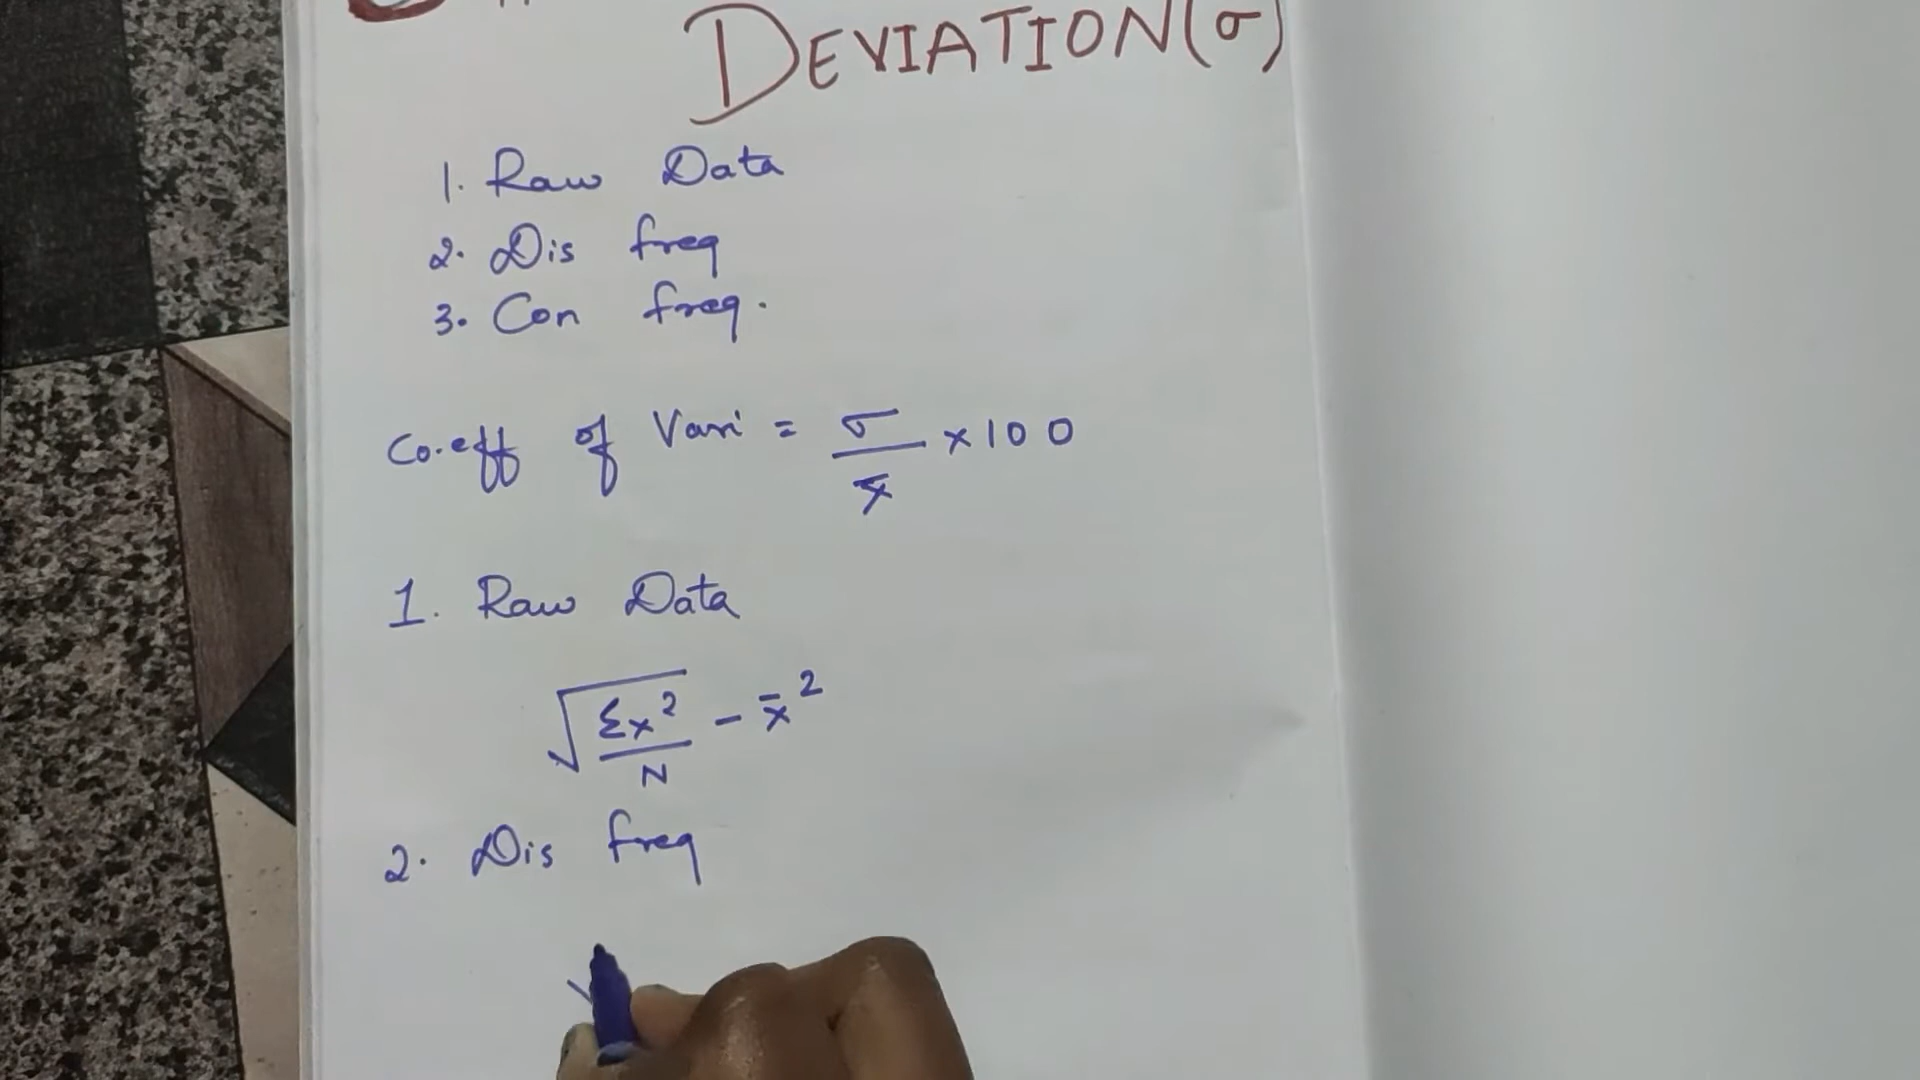 DEVIATION (σ)
1. Raw Data
2. Dis freq
3. Con freq.
Co.eff of Vari = σ/x̄ × 100
1. Raw Data
√Σx²/N - x̄²
2. Dis freq